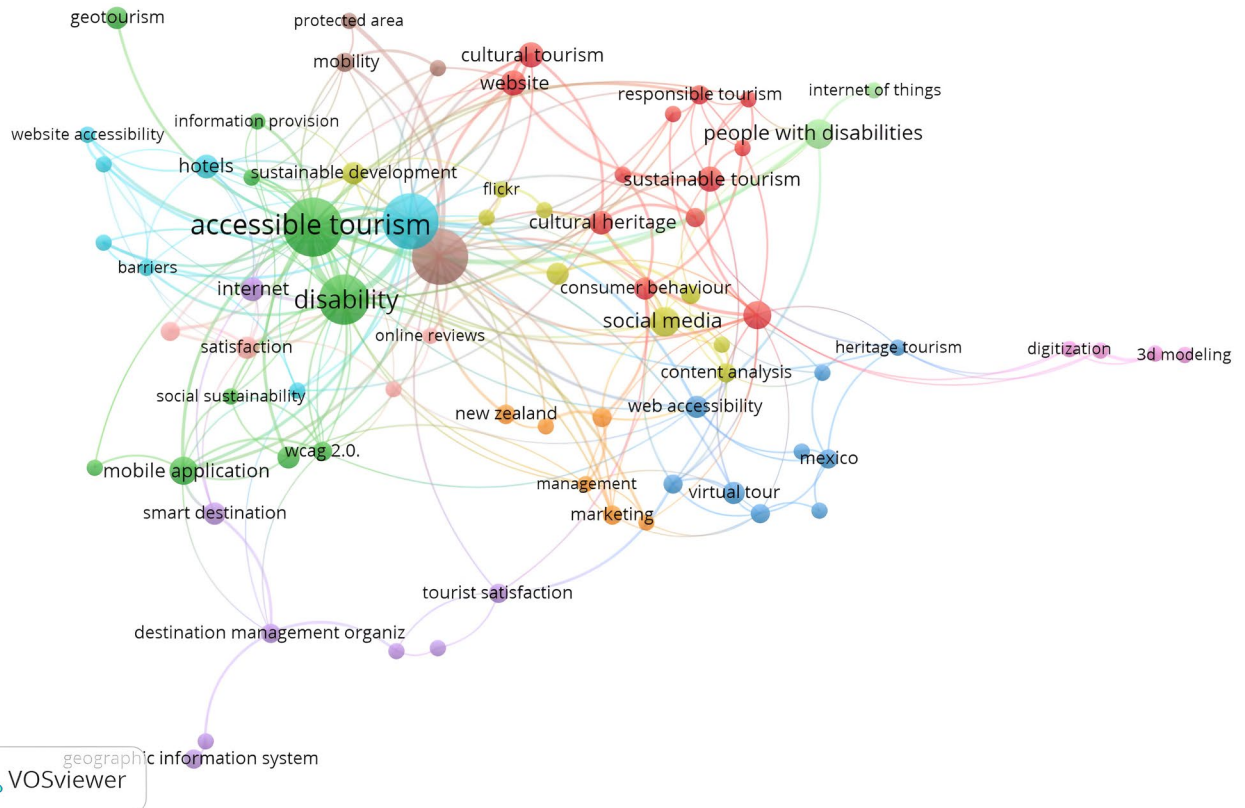 geotourism
protected area
mobility
cultural tourism
website
responsible tourism
internet of things
information provision
website accessibility
people with disabilities
hotels
sustainable development
sustainable tourism
flickr
accessible tourism
cultural heritage
barriers
internet
consumer behaviour
disability
social media
online reviews
satisfaction
heritage tourism
digitization
3d modeling
content analysis
social sustainability
new zealand
web accessibility
wcag 2.0.
mexico
mobile application
management
virtual tour
smart destination
marketing
tourist satisfaction
destination management organiz
geographic information system
VOSviewer